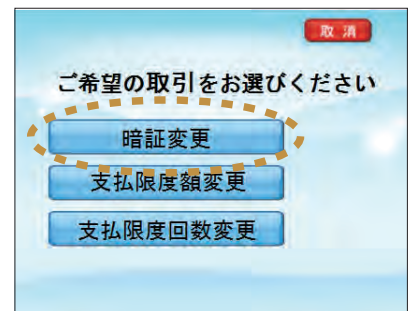 取消
ご希望の取引をお選びください
暗証変更
支払限度額変更
支払限度回数変更